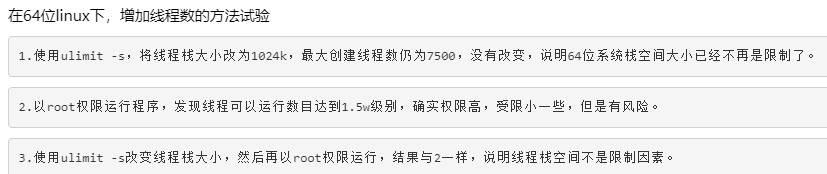 在64位linux下，增加线程数的方法试验
1.使用ulimit -s，将线程栈大小改为1024k，最大创建线程数仍为7500，没有改变，说明64位系统栈空间大小已经不再是限制了。
2.以root权限运行程序，发现线程可以运行数目达到1.5w级别，确实权限高，受限小一些，但是有风险。
3.使用ulimit -s改变线程栈大小，然后再以root权限运行，结果与2一样，说明线程栈空间不是限制因素。